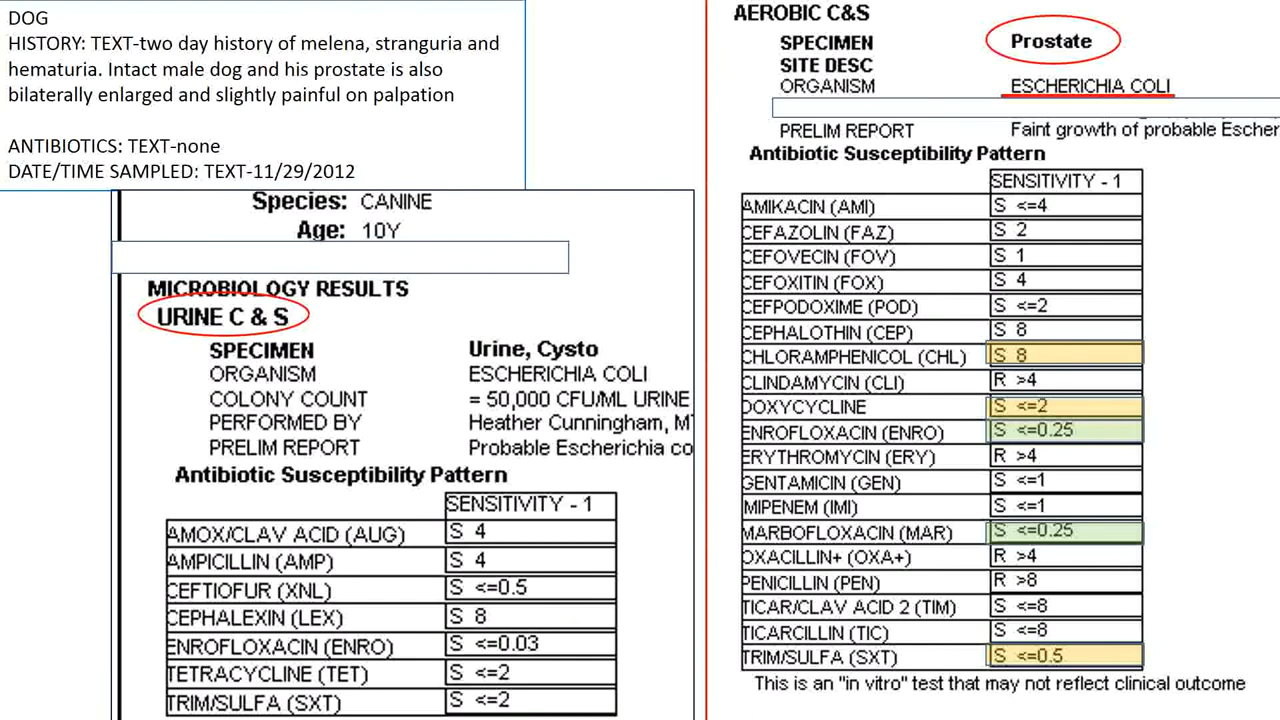 DOG
HISTORY: TEXT-two day history of melena, stranguria and
hematuria. Intact male dog and his prostate is also
bilaterally enlarged and slightly painful on palpation
ANTIBIOTICS: TEXT-none
DATE/TIME SAMPLED: TEXT-11/29/2012
Species: CANINE
Age: 10Y
MICROBIOLOGY RESULTS
URINE C & S
SPECIMEN Urine, Cysto
ORGANISM ESCHERICHIA COLI
COLONY COUNT = 50,000 CFU/ML URINE
PERFORMED BY Heather Cunningham, MT
PRELIM REPORT Probable Escherichia co
Antibiotic Susceptibility Pattern
SENSITIVITY - 1
AMOX/CLAV ACID (AUG) S 4
AMPICILLIN (AMP) S 4
CEFTIOFUR (XNL) S <=0.5
CEPHALEXIN (LEX) S 8
ENROFLOXACIN (ENRO) S <=0.03
TETRACYCLINE (TET) S <=2
TRIM/SULFA (SXT) S <=2
AEROBIC C&S
SPECIMEN Prostate
SITE DESC
ORGANISM ESCHERICHIA COLI
PRELIM REPORT Faint growth of probable Escher
Antibiotic Susceptibility Pattern
SENSITIVITY - 1
AMIKACIN (AMI) S <=4
CEFAZOLIN (FAZ) S 2
CEFOVECIN (FOV) S 1
CEFOXITIN (FOX) S 4
CEFPODOXIME (POD) S <=2
CEPHALOTHIN (CEP) S 8
CHLORAMPHENICOL (CHL) S 8
CLINDAMYCIN (CLI) R >4
DOXYCYCLINE S <=2
ENROFLOXACIN (ENRO) S <=0.25
ERYTHROMYCIN (ERY) R >4
GENTAMICIN (GEN) S <=1
IMIPENEM (IMI) S <=1
MARBOFLOXACIN (MAR) S <=0.25
OXACILLIN+ (OXA+) R >4
PENICILLIN (PEN) R >8
TICAR/CLAV ACID 2 (TIM) S <=8
TICARCILLIN (TIC) S <=8
TRIM/SULFA (SXT) S <=0.5
This is an "in vitro" test that may not reflect clinical outcome